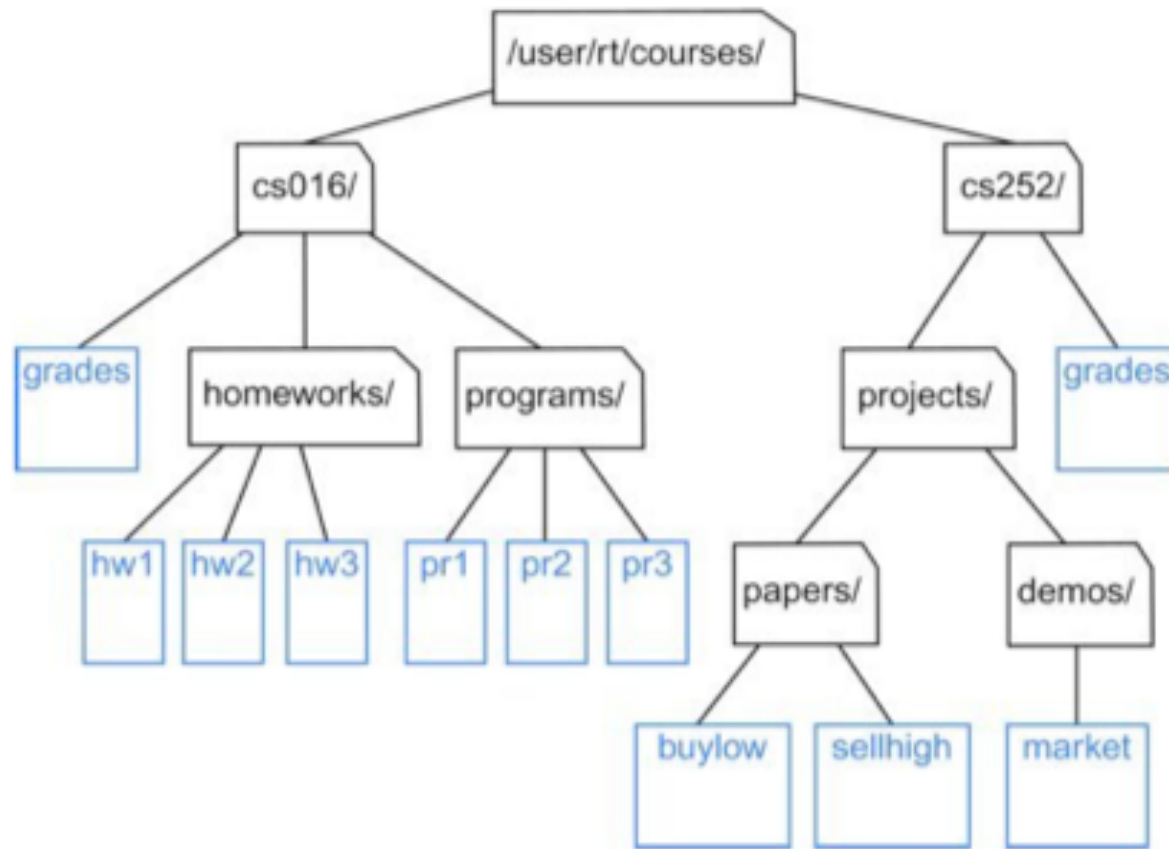 /user/rt/courses/
cs016/
cs252/
grades
homeworks/
programs/
projects/
grades
hw1
hw2
hw3
pr1
pr2
pr3
papers/
demos/
buylow
sellhigh
market